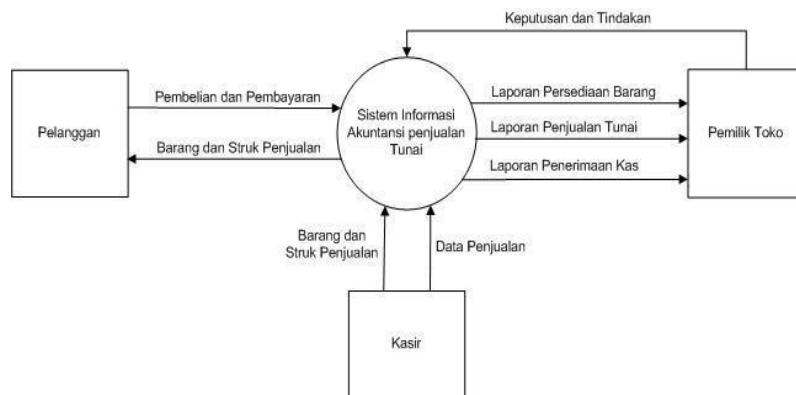 Keputusan dan Tindakan
Pelanggan
Pembelian dan Pembayaran
Barang dan Struk Penjualan
Sistem Informasi
Akuntansi penjualan
Tunai
Laporan Persediaan Barang
Laporan Penjualan Tunai
Laporan Penerimaan Kas
Pemilik Toko
Barang dan
Struk Penjualan
Data Penjualan
Kasir